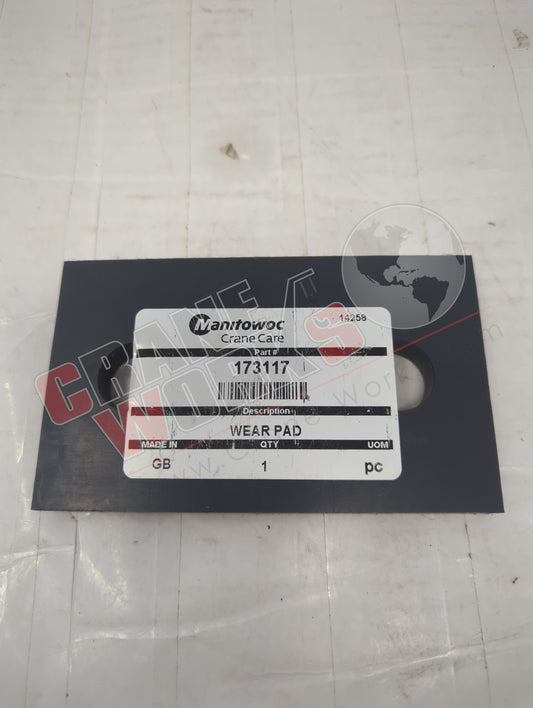 Manitowoc
Crane Care
14258
Part #
173117
Description
WEAR PAD
MADE IN QTY UOM
GB 1 pc
CRANE
WORKS